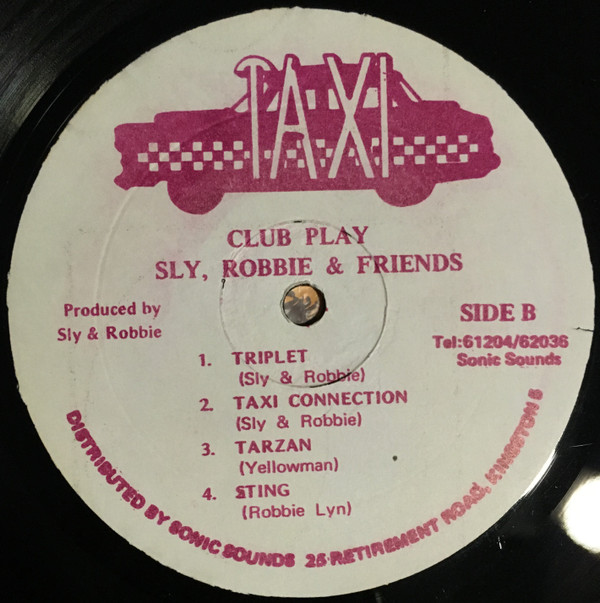 TAXI
CLUB PLAY
SLY, ROBBIE & FRIENDS
Produced by
Sly & Robbie
SIDE B
Tel:61204/62036
Sonic Sounds
1. TRIPLET
(Sly & Robbie)
2. TAXI CONNECTION
(Sly & Robbie)
3. TARZAN
(Yellowman)
4. STING
(Robbie Lyn)
DISTRIBUTED BY SONIC SOUNDS 25 RETIREMENT ROAD, KINGSTON 5